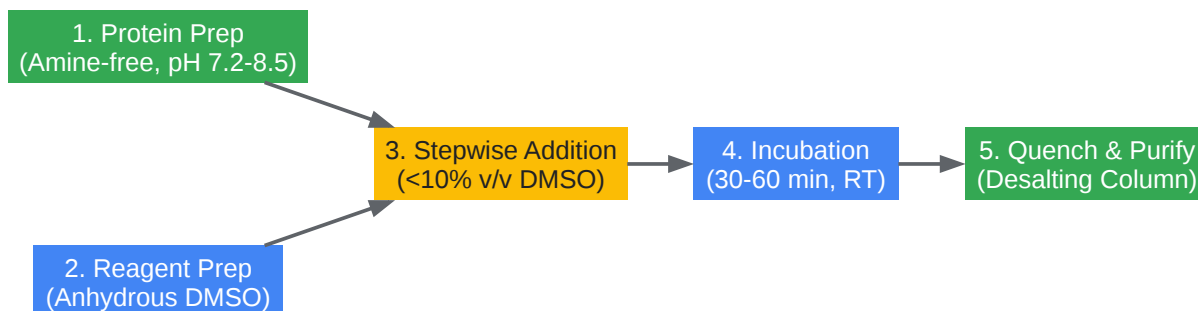 1. Protein Prep
(Amine-free, pH 7.2-8.5)
2. Reagent Prep
(Anhydrous DMSO)
3. Stepwise Addition
(<10% v/v DMSO)
4. Incubation
(30-60 min, RT)
5. Quench & Purify
(Desalting Column)